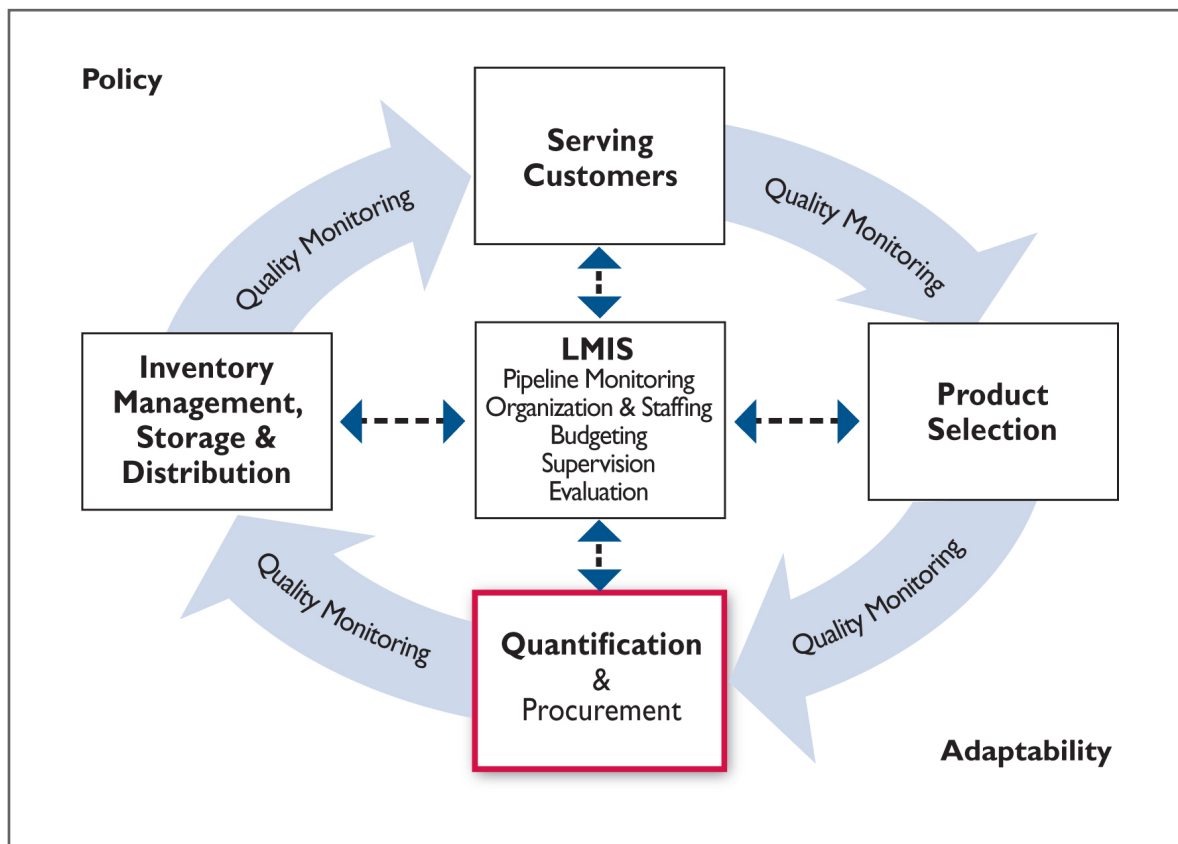 Policy
Serving
Customers
Quality Monitoring
Quality Monitoring
Inventory
Management,
Storage &
Distribution
LMIS
Pipeline Monitoring
Organization & Staffing
Budgeting
Supervision
Evaluation
Product
Selection
Quality Monitoring
Quality Monitoring
Quantification
&
Procurement
Adaptability